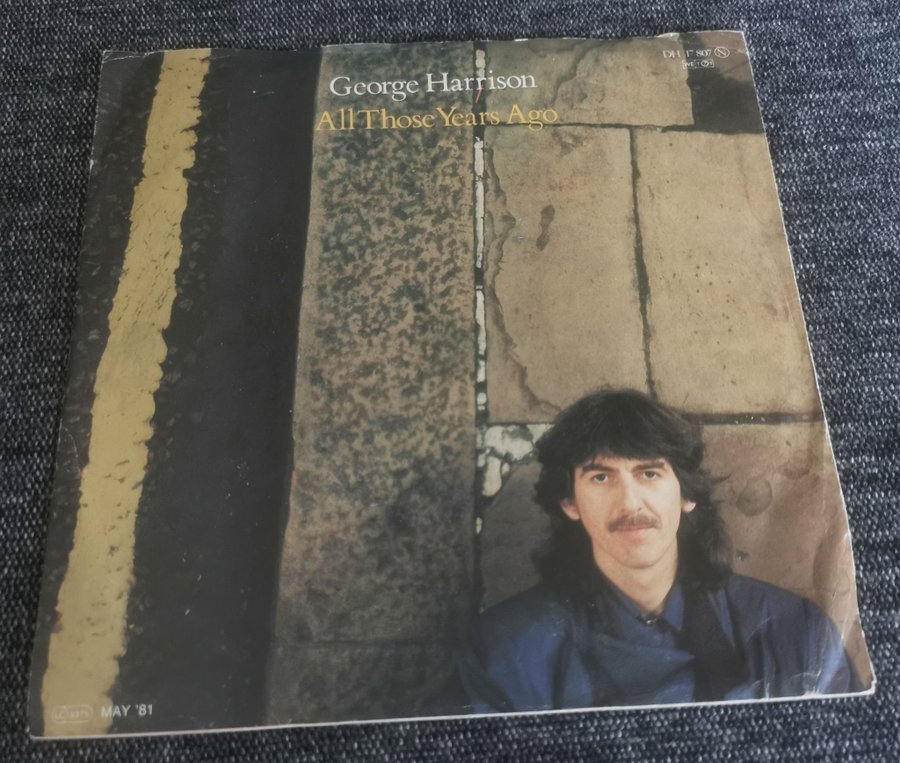 DH 17 807 N
George Harrison
All Those Years Ago
MAY '81